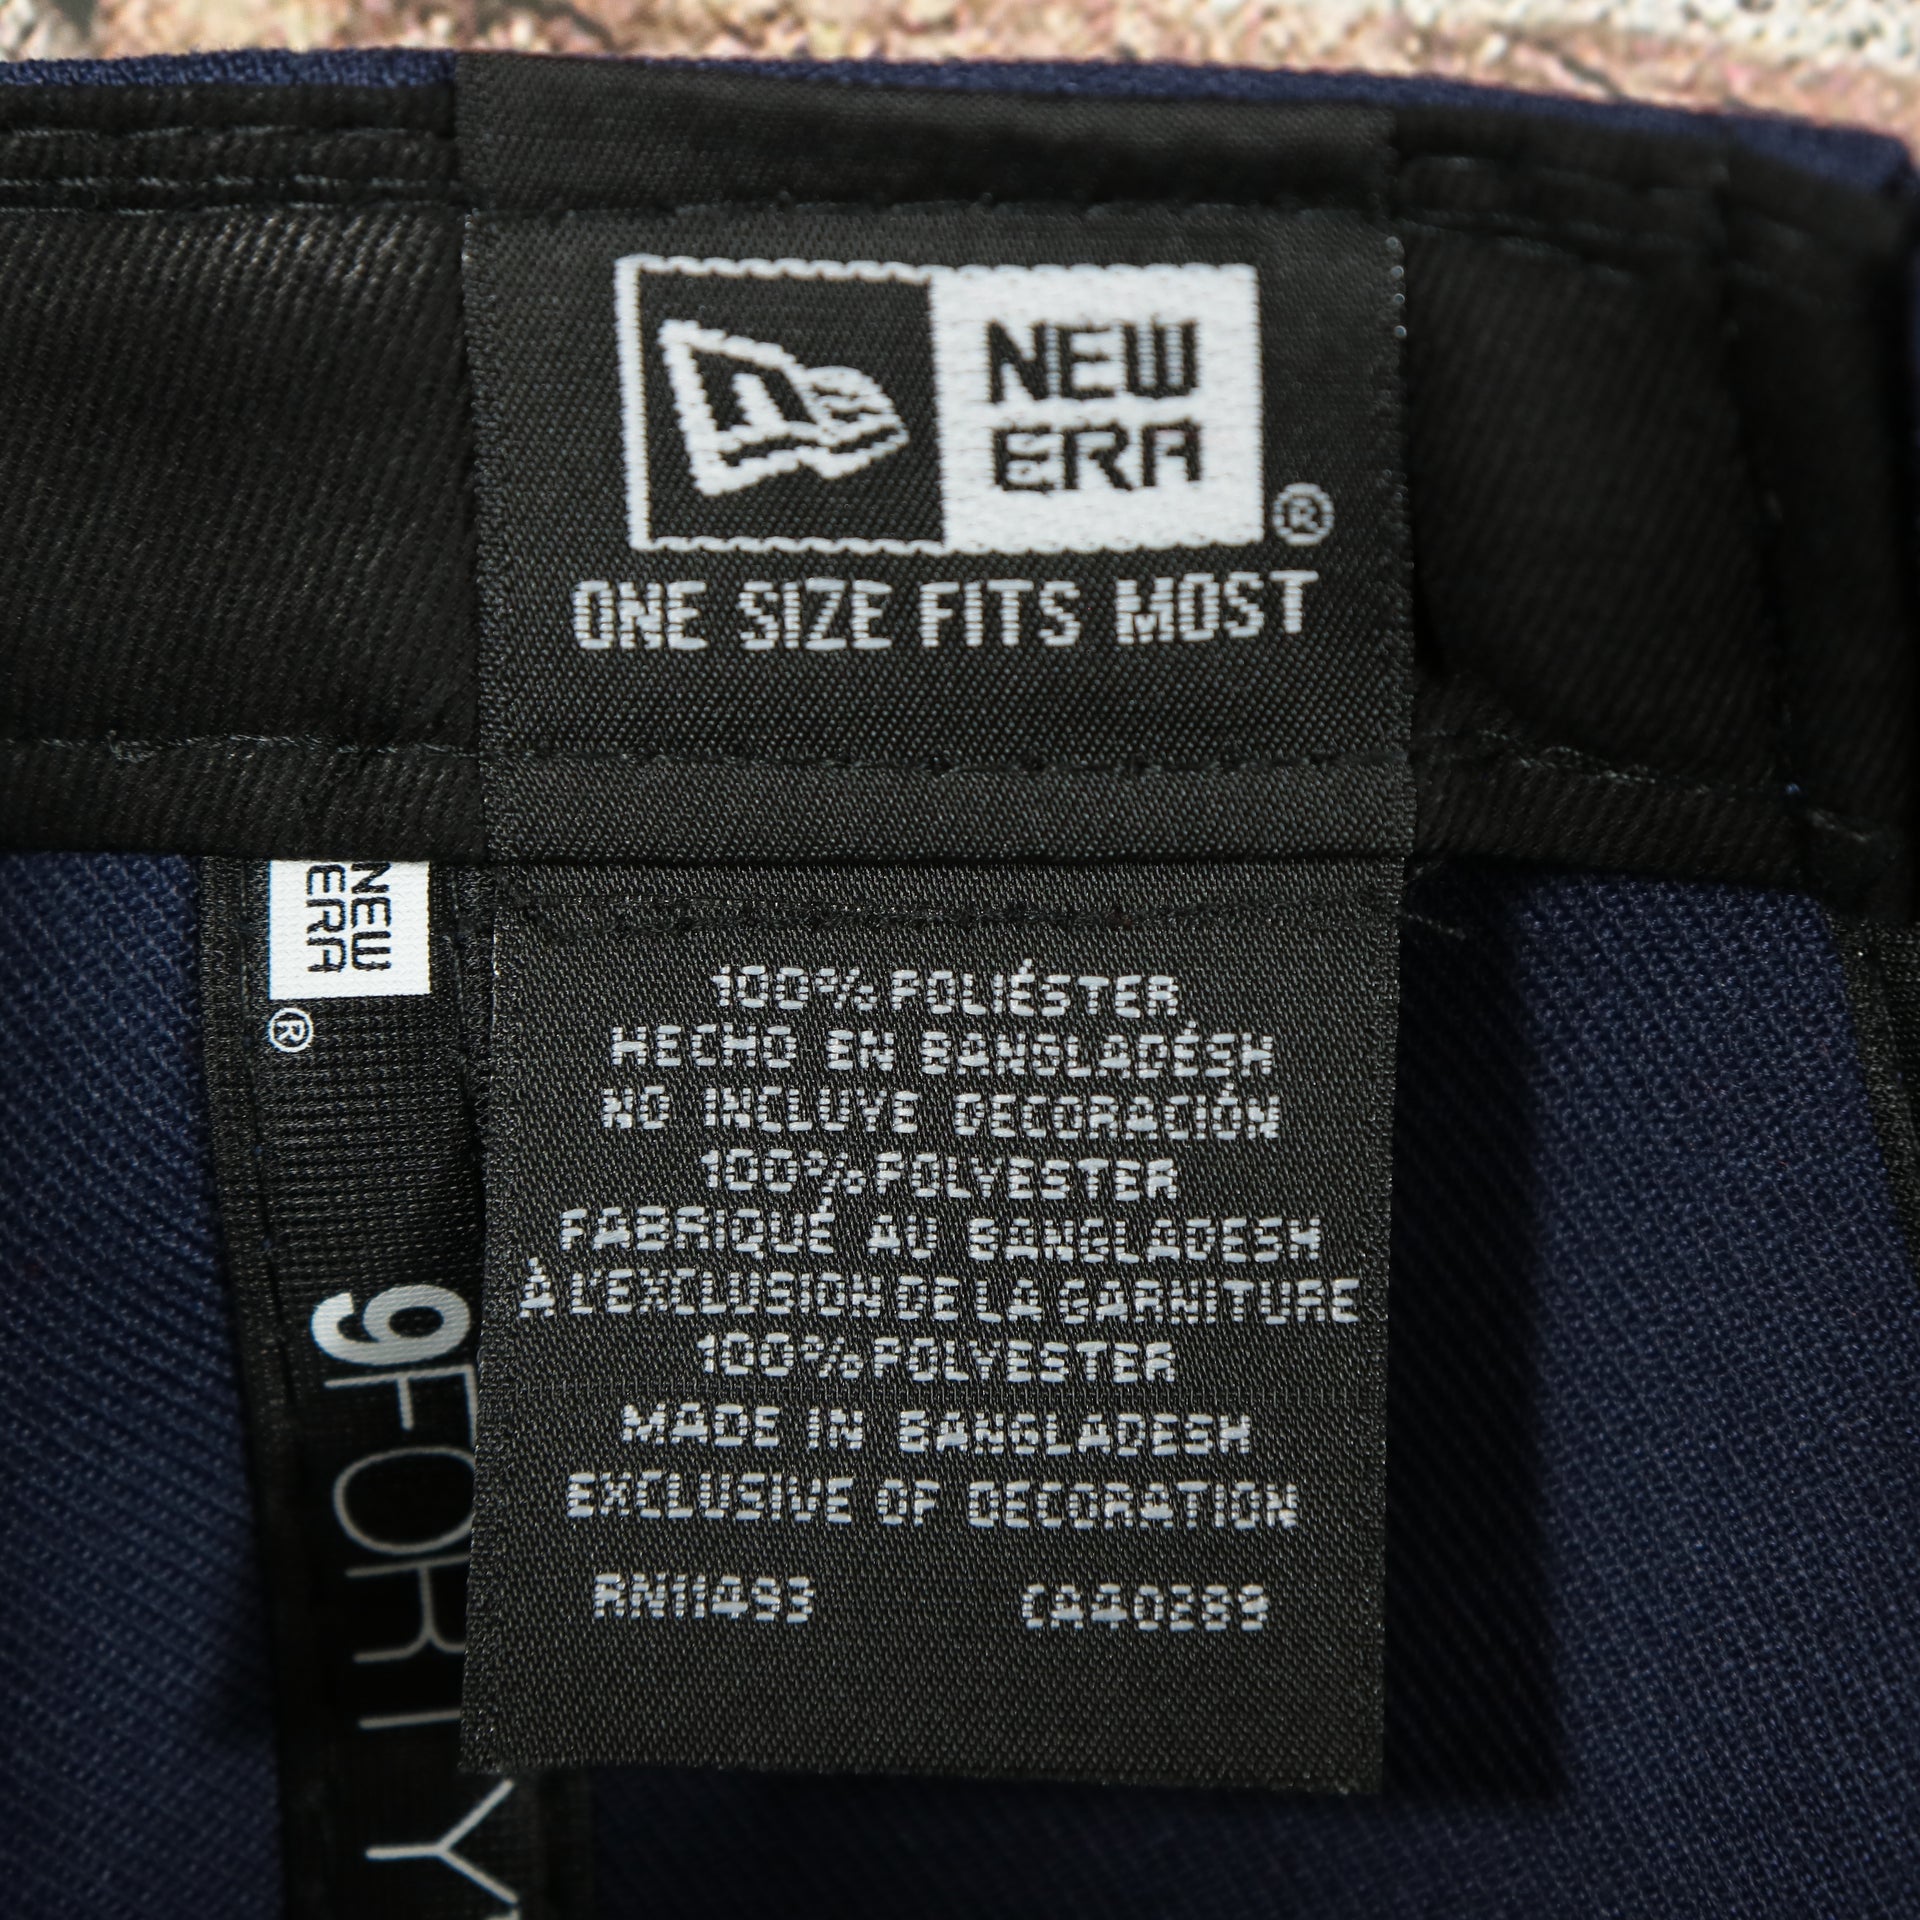 NEW
ERA
®
ONE SIZE FITS MOST
NEW
ERA
®
9FORTY
100% POLIÉSTER
HECHO EN BANGLADÉSH
NO INCLUYE DECORACIÓN
100% POLYESTER
FABRIQUÉ AU BANGLADESH
À L'EXCLUSION DE LA GARNITURE
100% POLYESTER
MADE IN BANGLADESH
EXCLUSIVE OF DECORATION
RN11493 CA40289